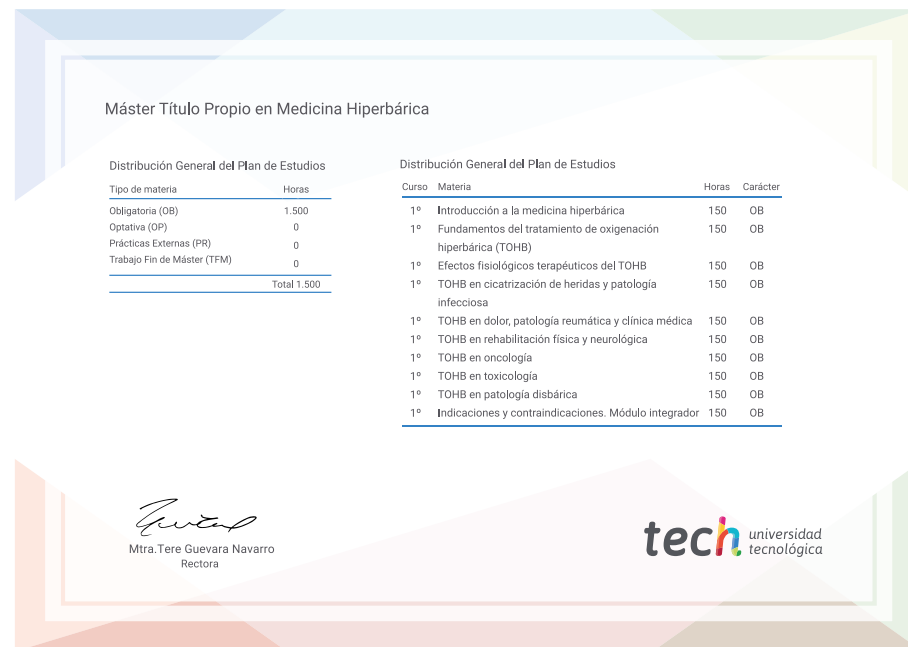 Máster Título Propio en Medicina Hiperbárica
Distribución General del Plan de Estudios
Tipo de materia Horas
Obligatoria (OB) 1.500
Optativa (OP) 0
Prácticas Externas (PR) 0
Trabajo Fin de Máster (TFM) 0
Total 1.500
Distribución General del Plan de Estudios
Curso Materia Horas Carácter
1º Introducción a la medicina hiperbárica 150 OB
1º Fundamentos del tratamiento de oxigenación 150 OB
hiperbárica (TOHB)
1º Efectos fisiológicos terapéuticos del TOHB 150 OB
1º TOHB en cicatrización de heridas y patología 150 OB
infecciosa
1º TOHB en dolor, patología reumática y clínica médica 150 OB
1º TOHB en rehabilitación física y neurológica 150 OB
1º TOHB en oncología 150 OB
1º TOHB en toxicología 150 OB
1º TOHB en patología disbárica 150 OB
1º Indicaciones y contraindicaciones. Módulo integrador 150 OB
Mtra.Tere Guevara Navarro
Rectora
tech universidad
tecnológica